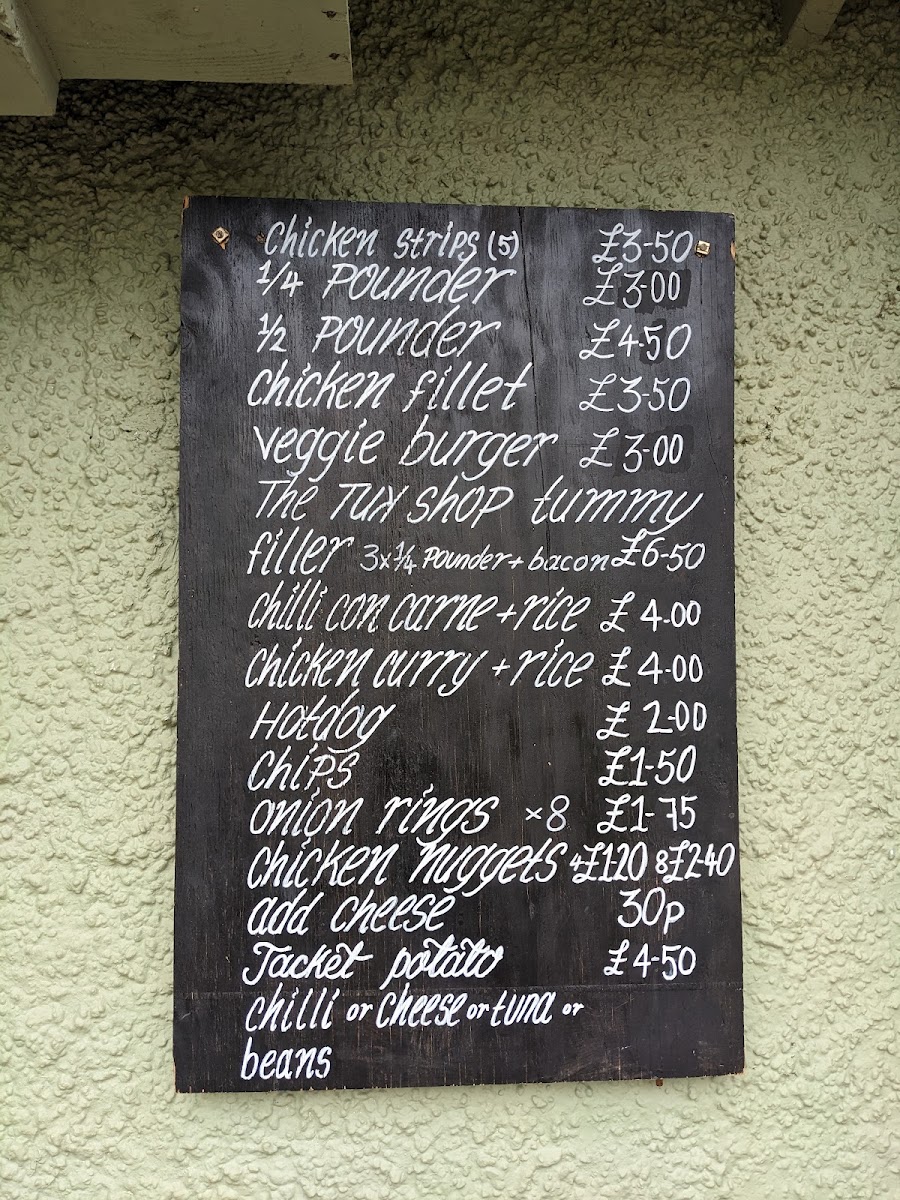 Chicken strips (5) £3-50
1/4 Pounder £3-00
1/2 Pounder £4-50
chicken fillet £3-50
veggie burger £3-00
The TUK SHOP tummy
filler 3x1/4 Pounder + bacon £6-50
chilli con carne + rice £4-00
chicken curry + rice £4-00
Hotdog £2-00
Chips £1-50
onion rings x8 £1-75
chicken nuggets 4£1-20 8£2-40
add cheese 30p
Jacket potato £4-50
chilli or cheese or tuna or
beans